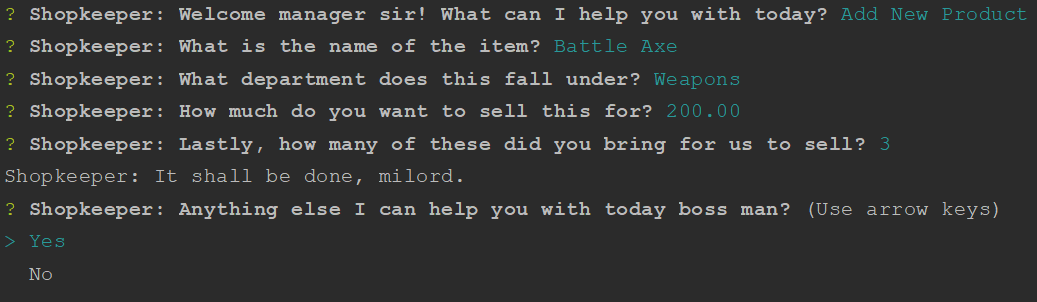 ? Shopkeeper: Welcome manager sir! What can I help you with today? Add New Product
? Shopkeeper: What is the name of the item? Battle Axe
? Shopkeeper: What department does this fall under? Weapons
? Shopkeeper: How much do you want to sell this for? 200.00
? Shopkeeper: Lastly, how many of these did you bring for us to sell? 3
Shopkeeper: It shall be done, milord.
? Shopkeeper: Anything else I can help you with today boss man? (Use arrow keys)
> Yes
  No